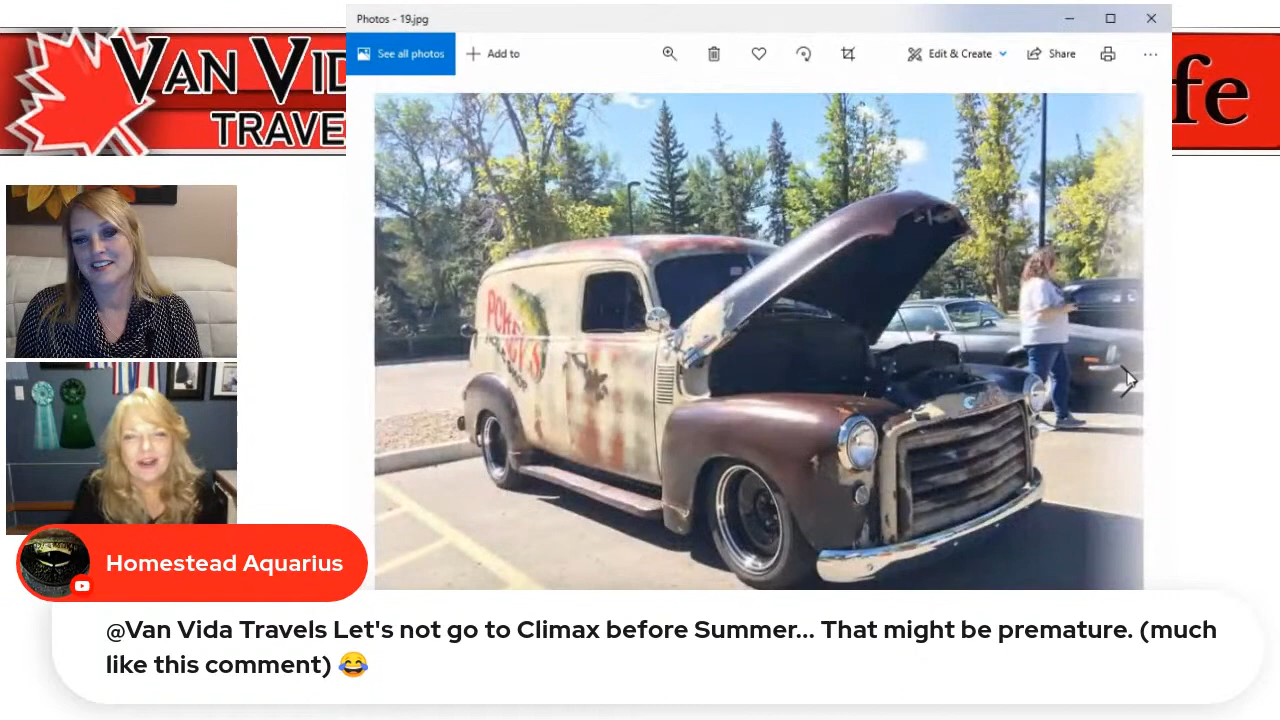 Photos - 19.jpg
See all photos
Add to
Edit & Create
Share
VAN VID
TRAVE
fe
Homestead Aquarius
@Van Vida Travels Let's not go to Climax before Summer... That might be premature. (much
like this comment) 😂